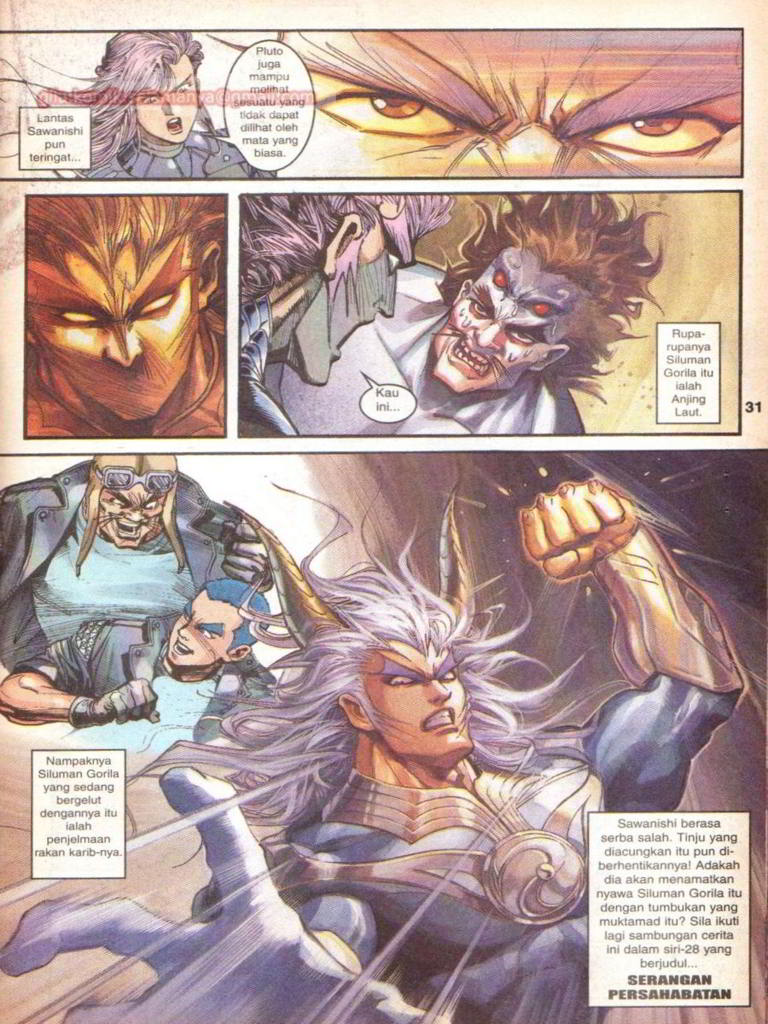 Lantas
Sawanishi
pun
teringat...
Pluto
juga
mampu
melihat
sesuatu yang
tidak dapat
dilihat oleh
mata yang
biasa.
Kau
ini...
Rupa-
rupanya
Siluman
Gorila itu
ialah
Anjing
Laut.
31
Nampaknya
Siluman Gorila
yang sedang
bergelut
dengannya itu
ialah
penjelmaan
rakan karib-nya.
Sawanishi berasa
serba salah. Tinju yang
diacungkan itu pun di-
berhentikannya! Adakah
dia akan menamatkan
nyawa Siluman Gorila itu
dengan tumbukan yang
muktamad itu? Sila ikuti
lagi sambungan cerita
ini dalam siri-28 yang
berjudul...
SERANGAN
PERSAHABATAN